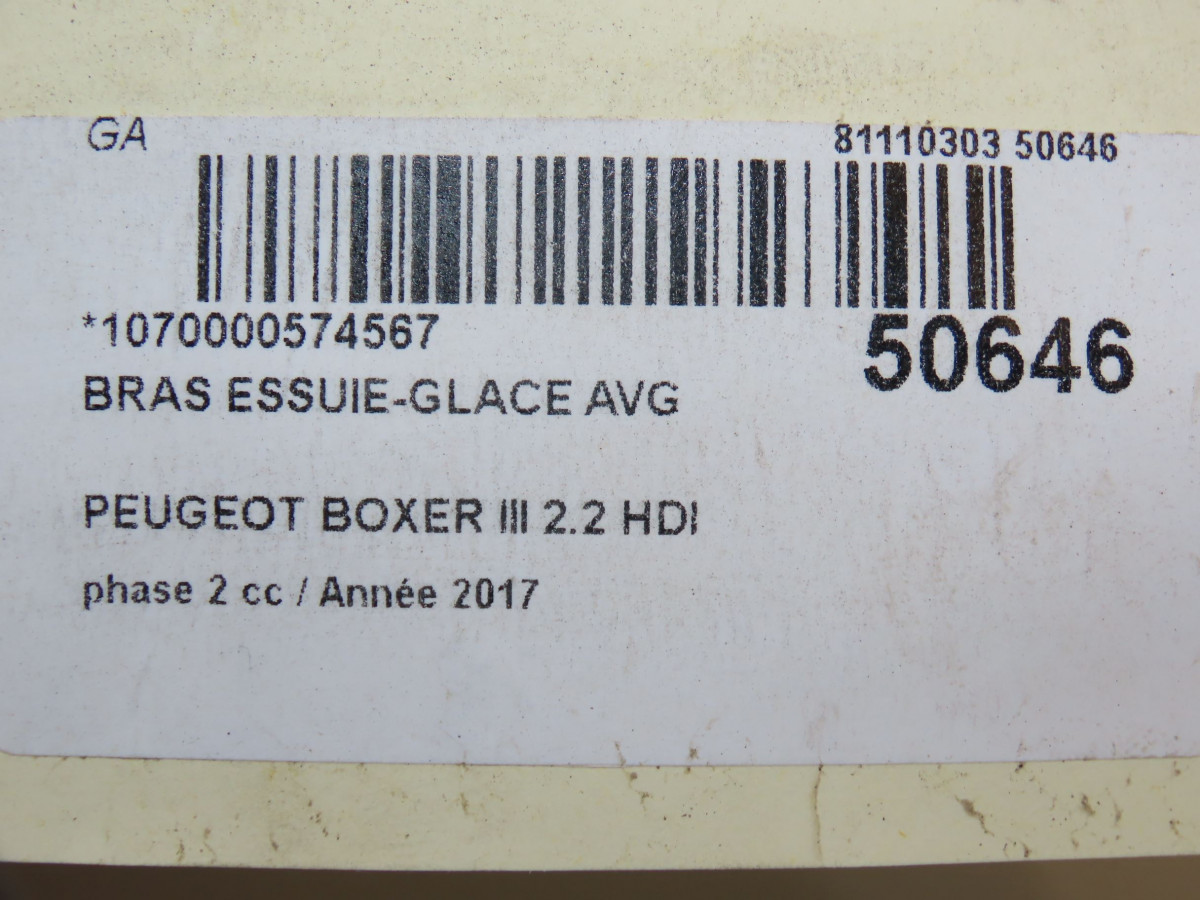 GA
81110303 50646
*1070000574567
50646
BRAS ESSUIE-GLACE AVG
PEUGEOT BOXER III 2.2 HDI
phase 2 cc / Année 2017